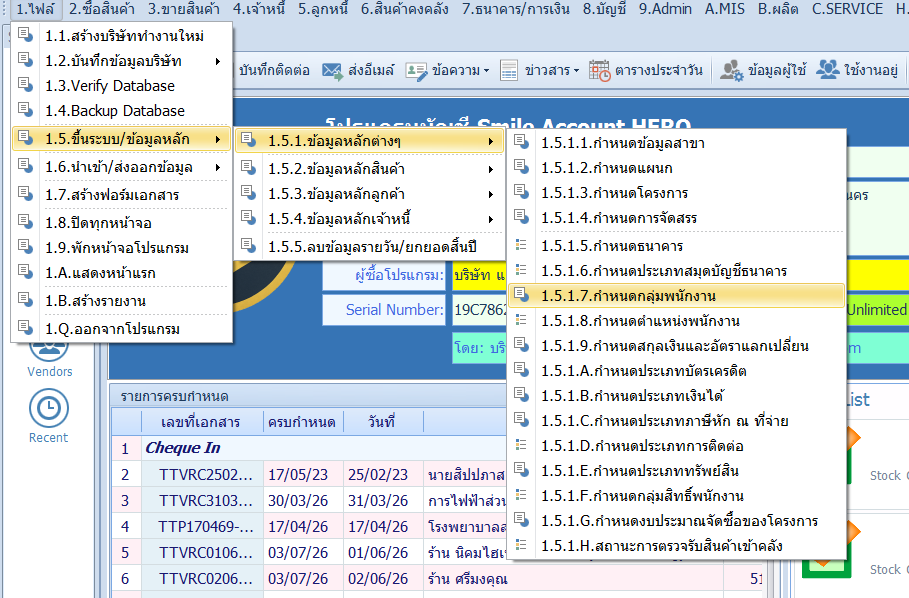 1.ไฟล์ 2.ซื้อสินค้า 3.ขายสินค้า 4.เจ้าหนี้ 5.ลูกหนี้ 6.สินค้าคงคลัง 7.ธนาคาร/การเงิน 8.บัญชี 9.Admin A.MIS B.ผลิต C.SERVICE H.
1.1.สร้างบริษัททำงานใหม่
1.2.บันทึกข้อมูลบริษัท
1.3.Verify Database
1.4.Backup Database
1.5.ขึ้นระบบ/ข้อมูลหลัก
1.6.นำเข้า/ส่งออกข้อมูล
1.7.สร้างฟอร์มเอกสาร
1.8.ปิดทุกหน้าจอ
1.9.พักหน้าจอโปรแกรม
1.A.แสดงหน้าแรก
1.B.สร้างรายงาน
1.Q.ออกจากโปรแกรม
บันทึกติดต่อ ส่งอีเมล์ ข้อความ ข่าวสาร ตารางประจำวัน ข้อมูลผู้ใช้ ใช้งานอยู่
โปรแกรมบัญชี Smile Account HERO
1.5.1.ข้อมูลหลักต่างๆ
1.5.2.ข้อมูลหลักสินค้า
1.5.3.ข้อมูลหลักลูกค้า
1.5.4.ข้อมูลหลักเจ้าหนี้
1.5.5.ลบข้อมูลรายวัน/ยกยอดสิ้นปี
1.5.1.1.กำหนดข้อมูลสาขา
1.5.1.2.กำหนดแผนก
1.5.1.3.กำหนดโครงการ
1.5.1.4.กำหนดการจัดสรร
1.5.1.5.กำหนดธนาคาร
1.5.1.6.กำหนดประเภทสมุดบัญชีธนาคาร
1.5.1.7.กำหนดกลุ่มพนักงาน
1.5.1.8.กำหนดตำแหน่งพนักงาน
1.5.1.9.กำหนดสกุลเงินและอัตราแลกเปลี่ยน
1.5.1.A.กำหนดประเภทบัตรเครดิต
1.5.1.B.กำหนดประเภทเงินได้
1.5.1.C.กำหนดประเภทภาษีหัก ณ ที่จ่าย
1.5.1.D.กำหนดประเภทการติดต่อ
1.5.1.E.กำหนดประเภททรัพย์สิน
1.5.1.F.กำหนดกลุ่มสิทธิ์พนักงาน
1.5.1.G.กำหนดงบประมาณจัดซื้อของโครงการ
1.5.1.H.สถานะการตรวจรับสินค้าเข้าคลัง
ผู้ซื้อโปรแกรม: บริษัท แ
Serial Number: 19C7862 Unlimited
โดย: บริ
Vendors
Recent
รายการครบกำหนด
เลขที่เอกสาร ครบกำหนด วันที่
1 Cheque In
2 TTVRC2502... 17/05/23 25/02/23 นายสิปปภาส
3 TTVRC3103... 30/03/26 31/03/26 การไฟฟ้าส่วน
4 TTP170469-... 17/04/26 17/04/26 โรงพยาบาลส
5 TTVRC0106... 03/07/26 01/06/26 ร้าน นิคมไฮเ
6 TTVRC0206... 03/07/26 02/06/26 ร้าน ศรีมงคุณ 51
Stock
Stock